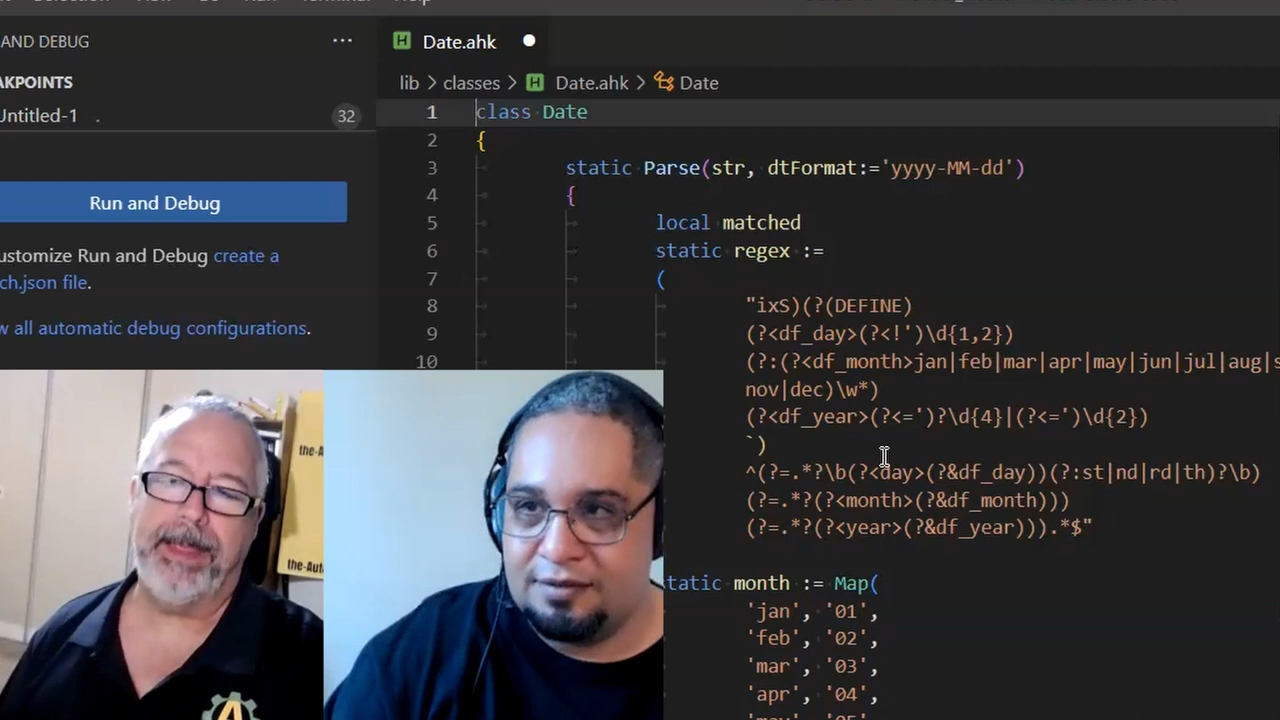 AND DEBUG
···
AKPOINTS
Untitled-1 .
32
Run and Debug
ustomize Run and Debug create a
ch.json file.
w all automatic debug configurations.
Date.ahk
lib > classes > Date.ahk > Date
1 class Date
2 {
3 static Parse(str, dtFormat:='yyyy-MM-dd')
4 {
5 local matched
6 static regex :=
7 (
8 "ixS)(?(DEFINE)
9 (?<df_day>(?<!')\d{1,2})
10 (?:(?<df_month>jan|feb|mar|apr|may|jun|jul|aug|s
nov|dec)\w*)
(?<df_year>(?<=')?\d{4}|(?<=')\d{2})
`)
^(?=.*?\b(?<day>(?&df_day))(?:st|nd|rd|th)?\b)
(?=.*?(?<month>(?&df_month)))
(?=.*?(?<year>(?&df_year))).*$"
static month := Map(
'jan', '01',
'feb', '02',
'mar', '03',
'apr', '04',
the-A
the-Aut